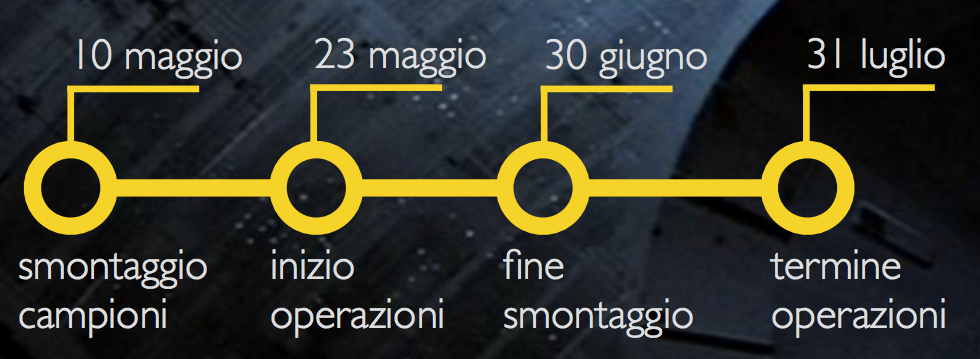 10 maggio
23 maggio
30 giugno
31 luglio
smontaggio
campioni
inizio
operazioni
fine
smontaggio
termine
operazioni